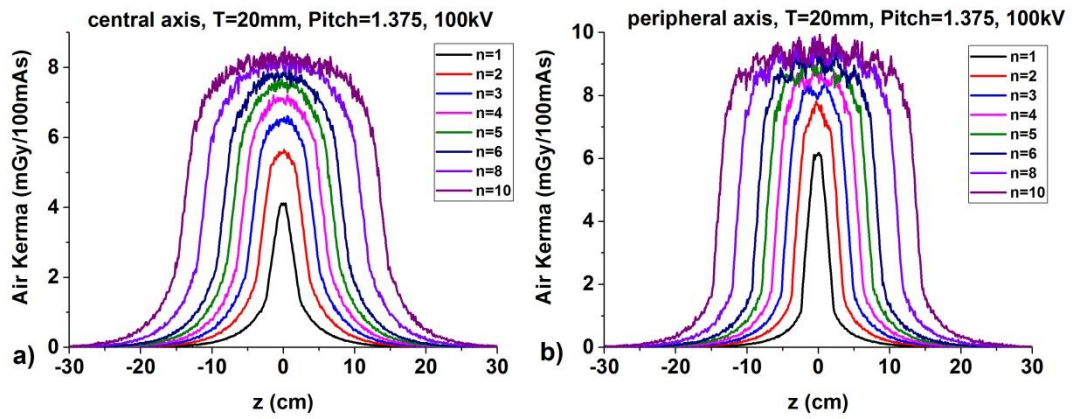 central axis, T=20mm, Pitch=1.375, 100kV
8
6
4
2
0
Air Kerma (mGy/100mAs)
n=1
n=2
n=3
n=4
n=5
n=6
n=8
n=10
-30
-20
-10
0
10
20
30
z (cm)
a)
peripheral axis, T=20mm, Pitch=1.375, 100kV
10
8
6
4
2
0
Air Kerma (mGy/100mAs)
n=1
n=2
n=3
n=4
n=5
n=6
n=8
n=10
-30
-20
-10
0
10
20
30
z (cm)
b)